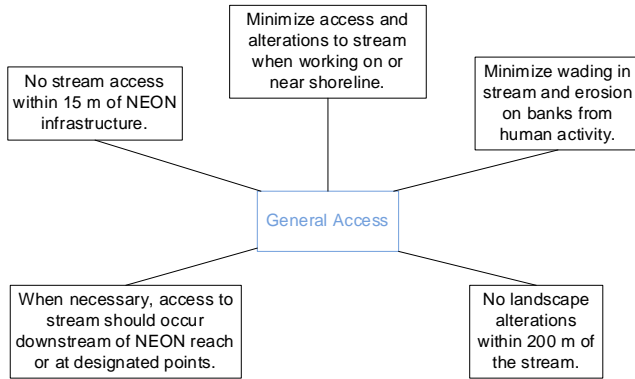 Minimize access and
alterations to stream
when working on or
near shoreline.
No stream access
within 15 m of NEON
infrastructure.
Minimize wading in
stream and erosion
on banks from
human activity.
General Access
When necessary, access to
stream should occur
downstream of NEON reach
or at designated points.
No landscape
alterations
within 200 m of
the stream.